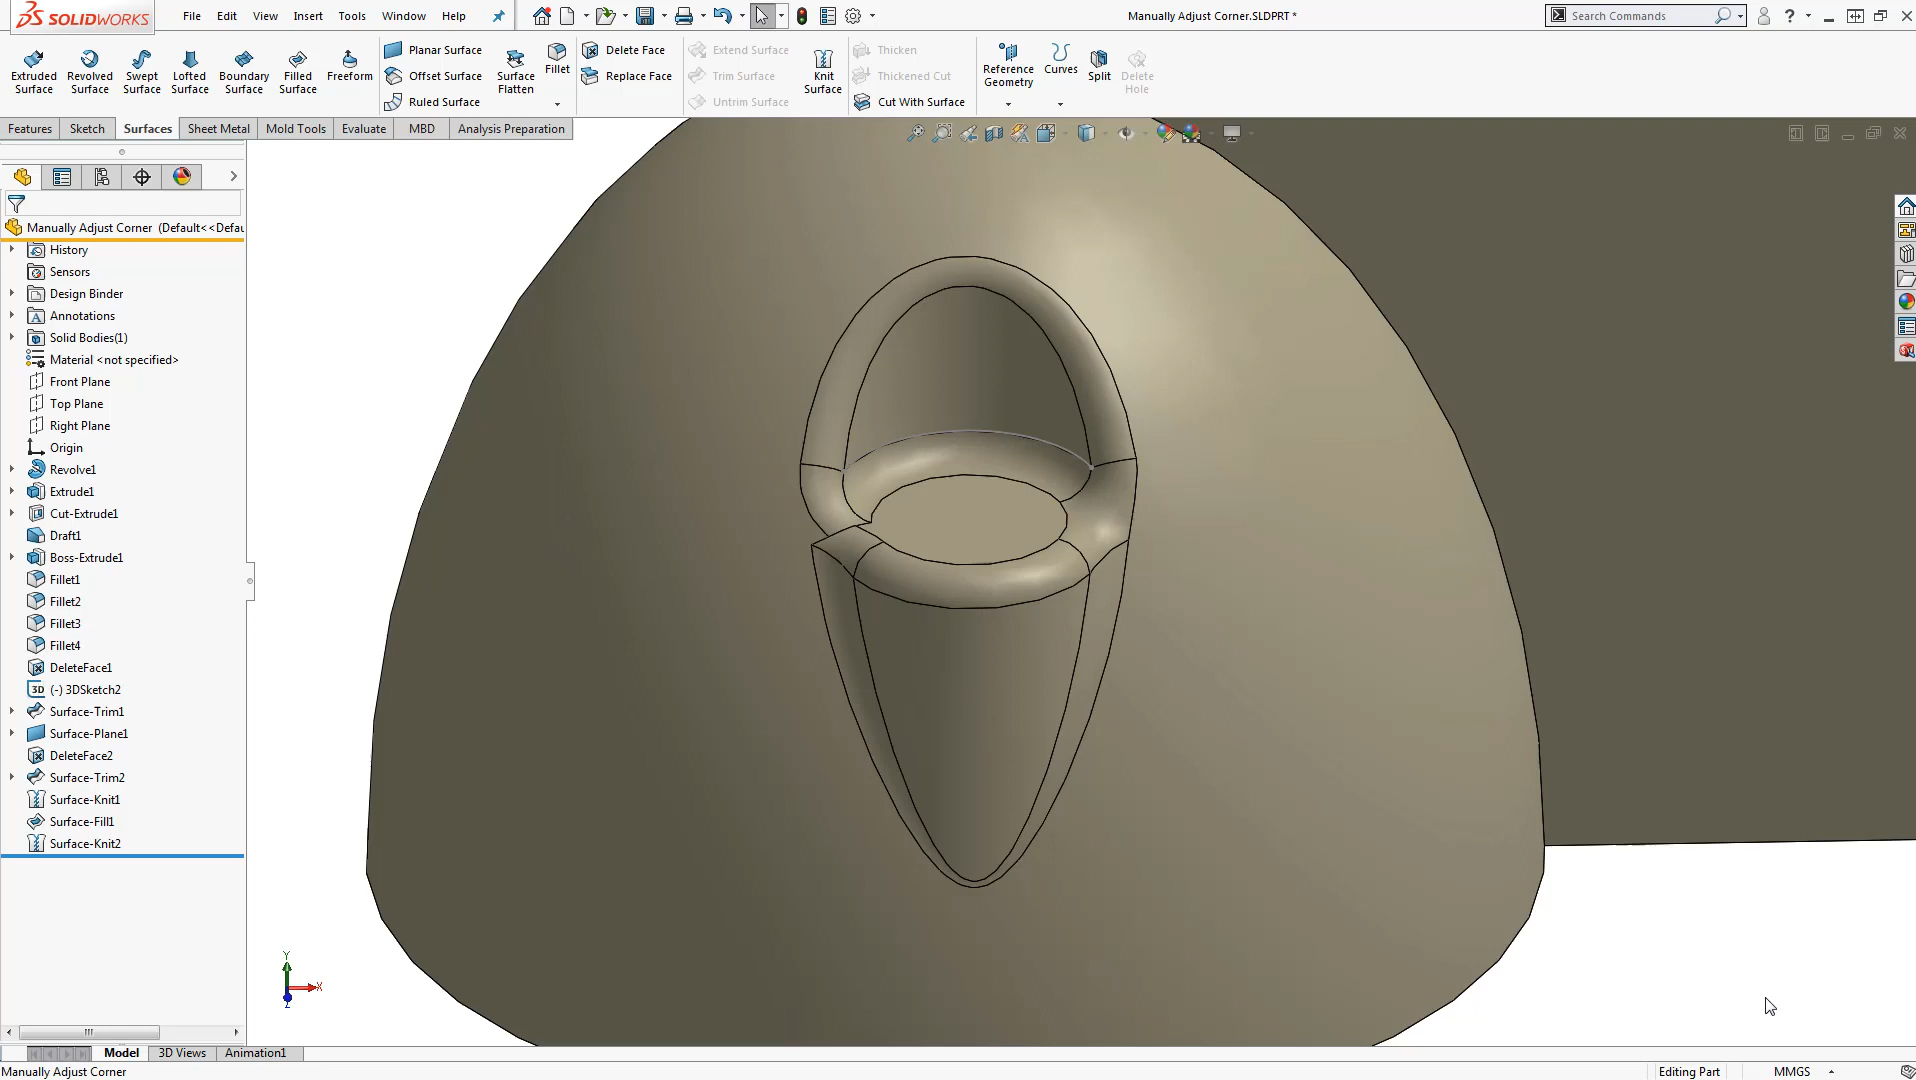 SOLIDWORKS
File Edit View Insert Tools Window Help
Manually Adjust Corner.SLDPRT *
Search Commands
?
Extruded Surface
Revolved Surface
Swept Surface
Lofted Surface
Boundary Surface
Filled Surface
Freeform
Planar Surface
Offset Surface
Ruled Surface
Surface Flatten
Fillet
Delete Face
Replace Face
Extend Surface
Trim Surface
Untrim Surface
Knit Surface
Thicken
Thickened Cut
Cut With Surface
Reference Geometry
Curves
Split
Delete Hole
Features Sketch Surfaces Sheet Metal Mold Tools Evaluate MBD Analysis Preparation
Manually Adjust Corner (Default<<Defau
History
Sensors
Design Binder
A Annotations
Solid Bodies(1)
Material <not specified>
Front Plane
Top Plane
Right Plane
Origin
Revolve1
Extrude1
Cut-Extrude1
Draft1
Boss-Extrude1
Fillet1
Fillet2
Fillet3
Fillet4
DeleteFace1
3D (-) 3DSketch2
Surface-Trim1
Surface-Plane1
DeleteFace2
Surface-Trim2
Surface-Knit1
Surface-Fill1
Surface-Knit2
Y
X
Z
Model 3D Views Animation1
Manually Adjust Corner
Editing Part MMGS